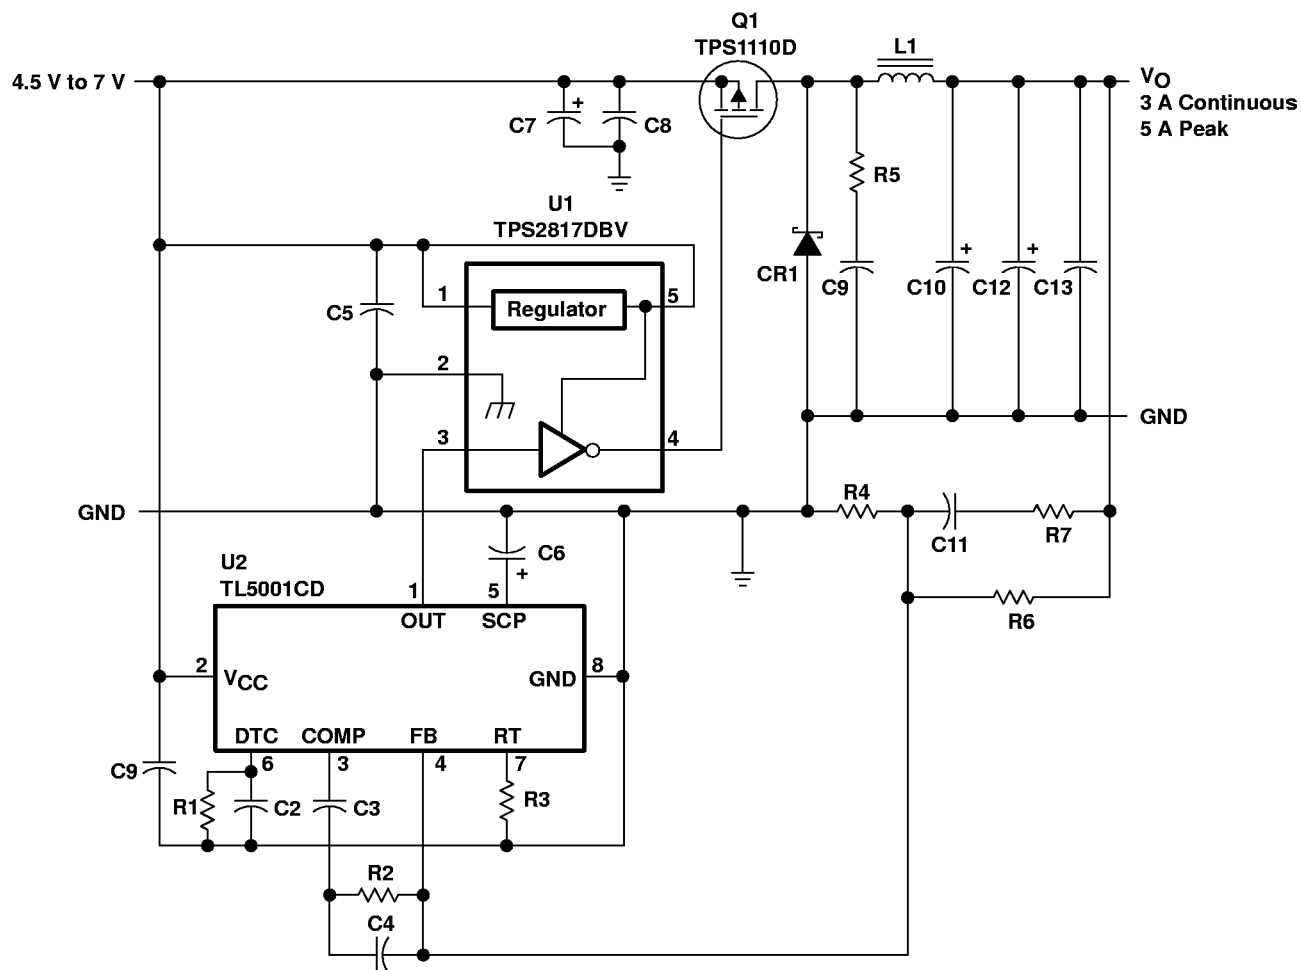 Q1
TPS1110D
L1
4.5 V to 7 V
VO
3 A Continuous
5 A Peak
C7
+
C8
R5
U1
TPS2817DBV
CR1
C9
C10
+
C12
+
C13
C5
1
Regulator
5
2
3
4
GND
GND
R4
C11
R7
R6
C6
+
U2
TL5001CD
1
5
OUT
SCP
2
VCC
GND
8
DTC
COMP
FB
RT
6
3
4
7
C9
R1
C2
C3
R3
R2
C4